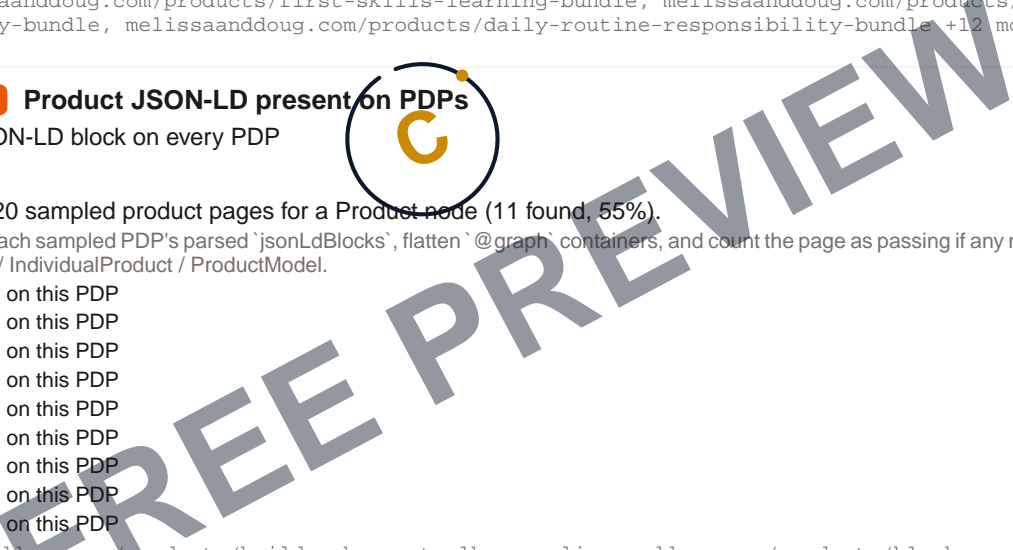 aanddoug.com/products/first-skills-learning-bundle, melissaanddoug.com/products/
y-bundle, melissaanddoug.com/products/daily-routine-responsibility-bundle +12 mo
Product JSON-LD present on PDPs
C
ON-LD block on every PDP
20 sampled product pages for a Product node (11 found, 55%).
ach sampled PDP's parsed `jsonLdBlocks`, flatten `@graph` containers, and count the page as passing if any
/ IndividualProduct / ProductModel.
on this PDP
on this PDP
on this PDP
on this PDP
on this PDP
on this PDP
on this PDP
on this PDP
on this PDP
FREE PREVIEW